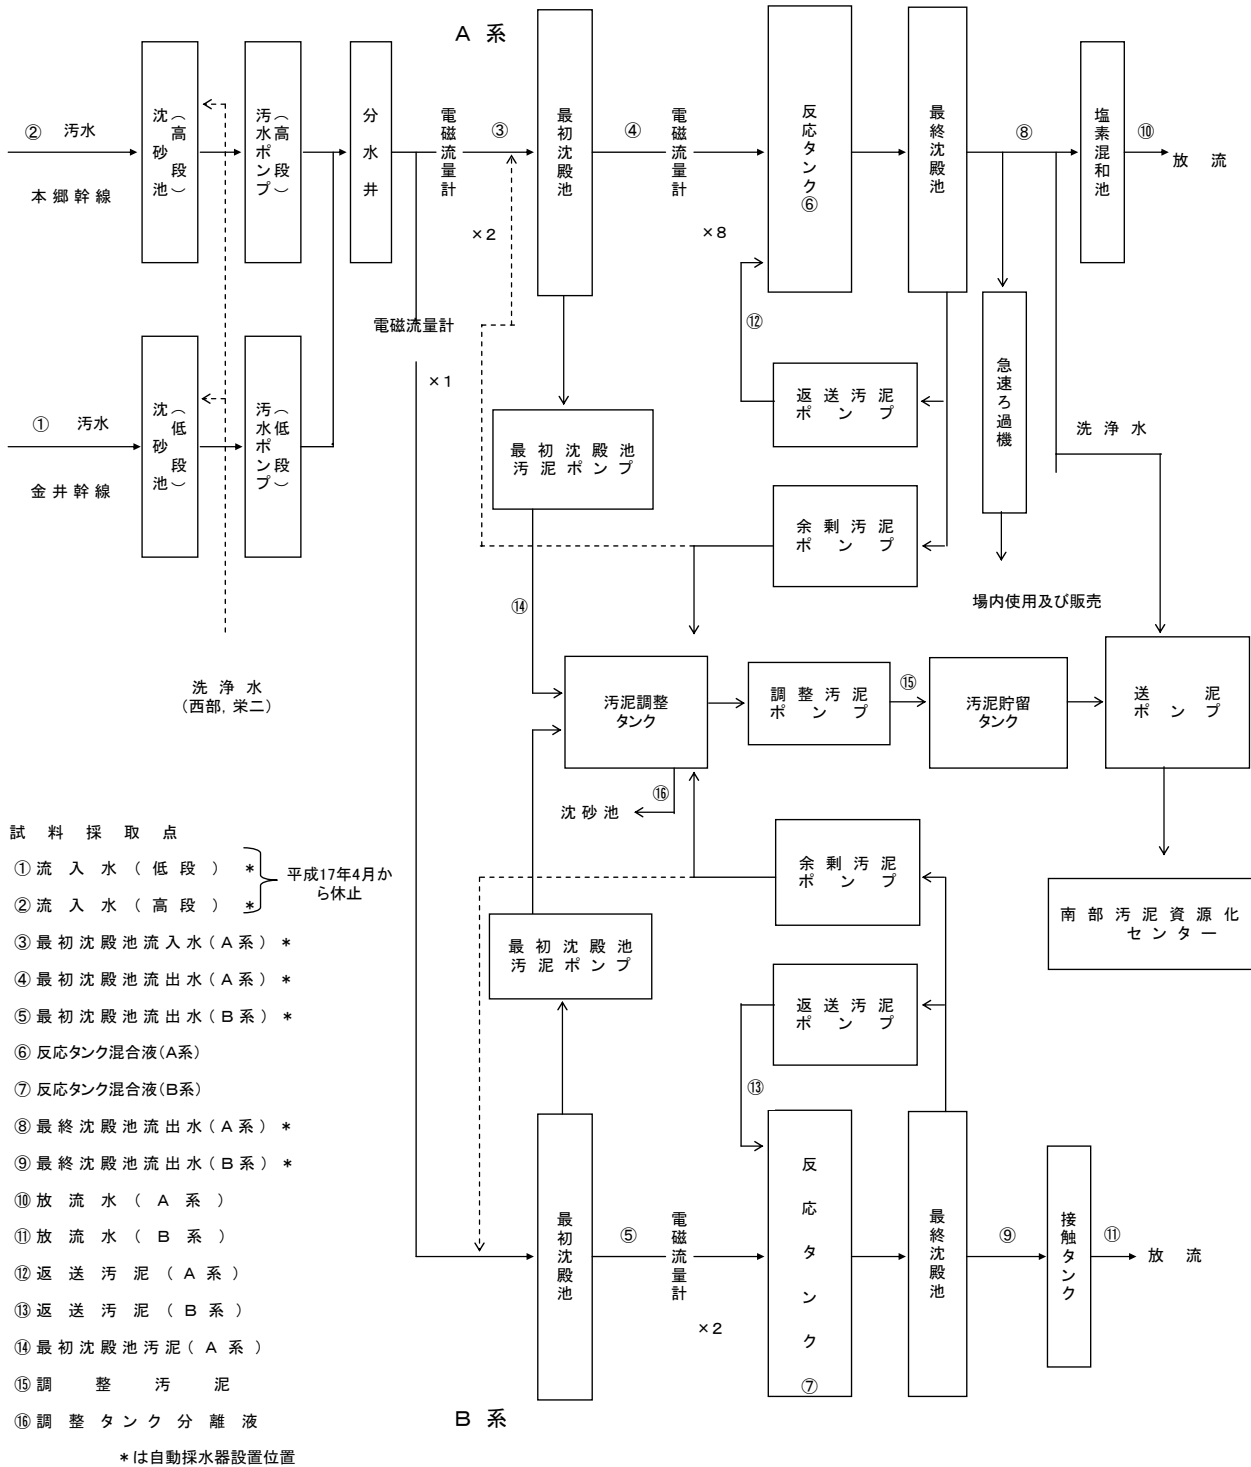 A 系
② 汚水
本郷幹線
沈砂池(高段)
汚水ポンプ(高段)
分水井
電磁流量計
③
×2
最初沈殿池
④
電磁流量計
×8
反応タンク
⑥
最終沈殿池
⑧
塩素混和池
⑩
放流
① 汚水
金井幹線
沈砂池(低段)
汚水ポンプ(低段)
電磁流量計
×1
⑫
返送汚泥
ポンプ
急速ろ過機
洗浄水
最初沈殿池
汚泥ポンプ
余剰汚泥
ポンプ
場内使用及び販売
⑭
洗浄水
(西部,栄二)
汚泥調整
タンク
調整汚泥
ポンプ
⑮
汚泥貯留
タンク
送泥
ポンプ
⑯
沈砂池
余剰汚泥
ポンプ
南部汚泥資源化
センター
最初沈殿池
汚泥ポンプ
返送汚泥
ポンプ
⑬
最初沈殿池
⑤
電磁流量計
×2
反応タンク
⑦
最終沈殿池
⑨
接触タンク
⑪
放流
B 系
試料採取点
①流入水(低段) *
②流入水(高段) *
平成17年4月か
ら休止
③最初沈殿池流入水(A系) *
④最初沈殿池流出水(A系) *
⑤最初沈殿池流出水(B系) *
⑥反応タンク混合液(A系)
⑦反応タンク混合液(B系)
⑧最終沈殿池流出水(A系) *
⑨最終沈殿池流出水(B系) *
⑩放流水(A系)
⑪放流水(B系)
⑫返送汚泥(A系)
⑬返送汚泥(B系)
⑭最初沈殿池汚泥(A系)
⑮調整汚泥
⑯調整タンク分離液
*は自動採水器設置位置